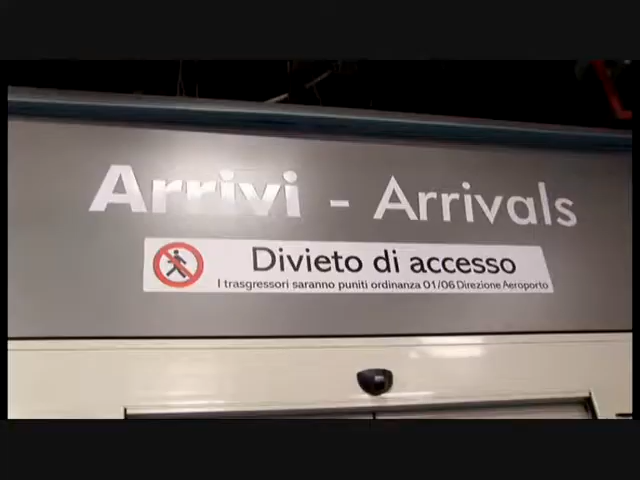 Arrivi - Arrivals
Divieto di accesso
I trasgressori saranno puniti ordinanza 01/06 Direzione Aeroporto